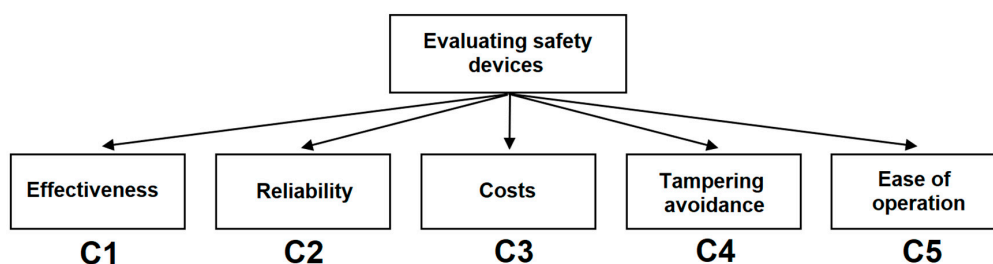 Evaluating safety
devices
Effectiveness
Reliability
Costs
Tampering
avoidance
Ease of
operation
C1
C2
C3
C4
C5